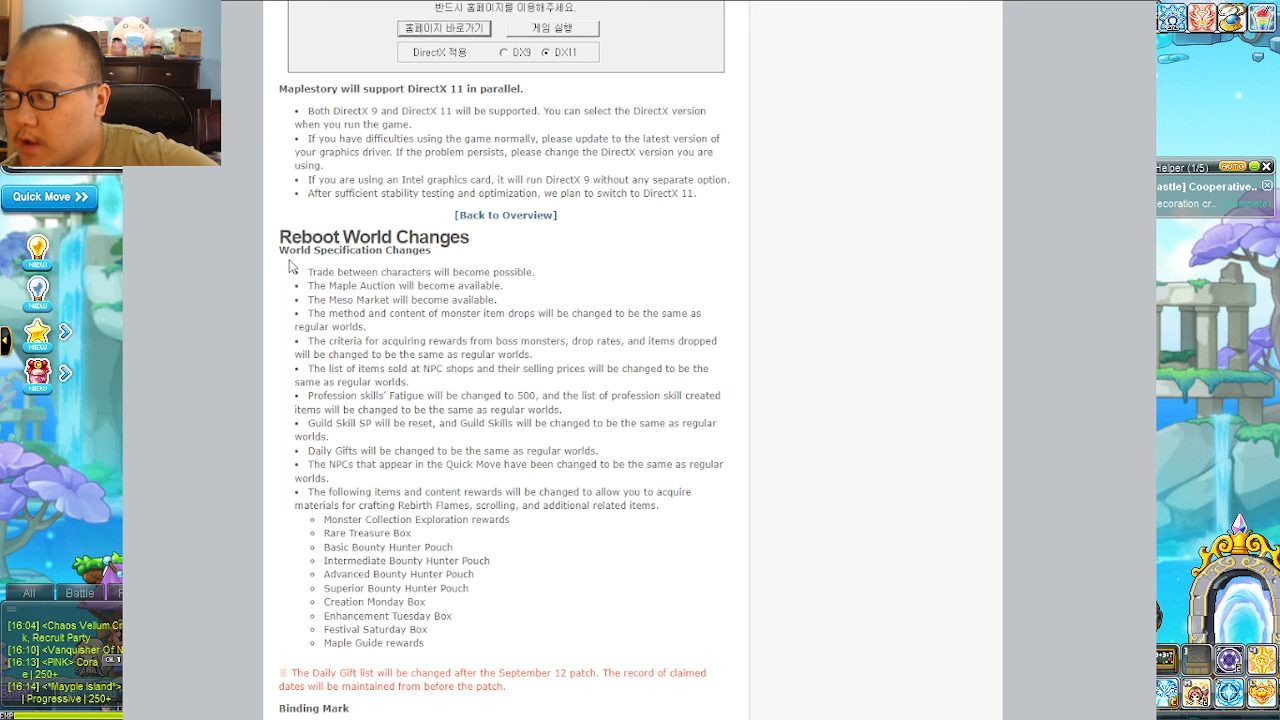 반드시 홈페이지를 이용해주세요.
홈페이지 바로가기
게임 실행
DirectX 적용
DX9
DX11
Maplestory will support DirectX 11 in parallel.
• Both DirectX 9 and DirectX 11 will be supported. You can select the DirectX version
when you run the game.
• If you have difficulties using the game normally, please update to the latest version of
your graphics driver. If the problem persists, please change the DirectX version you are
using.
• If you are using an Intel graphics card, it will run DirectX 9 without any separate option.
• After sufficient stability testing and optimization, we plan to switch to DirectX 11.
[Back to Overview]
Reboot World Changes
World Specification Changes
Trade between characters will become possible.
• The Maple Auction will become available.
• The Meso Market will become available.
• The method and content of monster item drops will be changed to be the same as
regular worlds.
• The criteria for acquiring rewards from boss monsters, drop rates, and items dropped
will be changed to be the same as regular worlds.
• The list of items sold at NPC shops and their selling prices will be changed to be the
same as regular worlds.
• Profession skills' Fatigue will be changed to 500, and the list of profession skill created
items will be changed to be the same as regular worlds.
• Guild Skill SP will be reset, and Guild Skills will be changed to be the same as regular
worlds.
• Daily Gifts will be changed to be the same as regular worlds.
• The NPCs that appear in the Quick Move have been changed to be the same as regular
worlds.
• The following items and content rewards will be changed to allow you to acquire
materials for crafting Rebirth Flames, scrolling, and additional related items.
◦ Monster Collection Exploration rewards
◦ Rare Treasure Box
◦ Basic Bounty Hunter Pouch
◦ Intermediate Bounty Hunter Pouch
◦ Advanced Bounty Hunter Pouch
◦ Superior Bounty Hunter Pouch
◦ Creation Monday Box
◦ Enhancement Tuesday Box
◦ Festival Saturday Box
◦ Maple Guide rewards
※ The Daily Gift list will be changed after the September 12 patch. The record of claimed
dates will be maintained from before the patch.
Binding Mark
Quick Move >>
NEW
NEW
NEW
NEW
All
Battle
[16:04] <Chaos Vellum Cr
k, Recruit Party
[16:10] <Vanquisher Of N
[16:13] <PINK> Cora
e | 250+
[16:14] <"Mayple Island">
| Progressive | 250+
EXP
(1/15)
AUTO
astle] Cooperative..
ecoration cr..
(Complete)